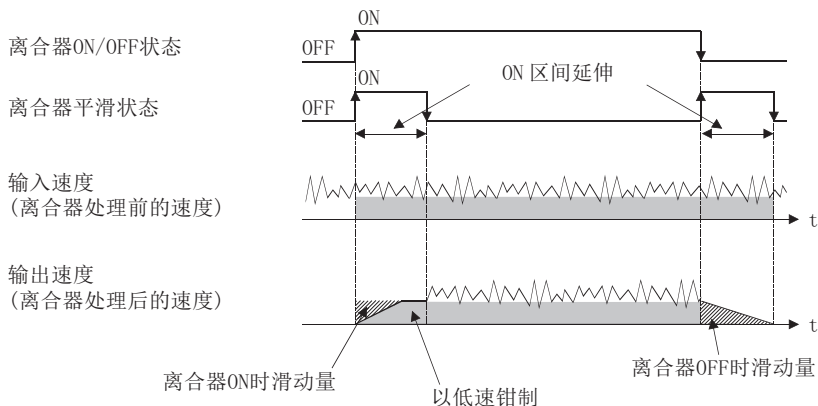 ON
离合器ON/OFF状态
OFF
ON
ON 区间延伸
离合器平滑状态
OFF
输入速度
(离合器处理前的速度)
t
输出速度
(离合器处理后的速度)
t
离合器ON时滑动量
离合器OFF时滑动量
以低速钳制